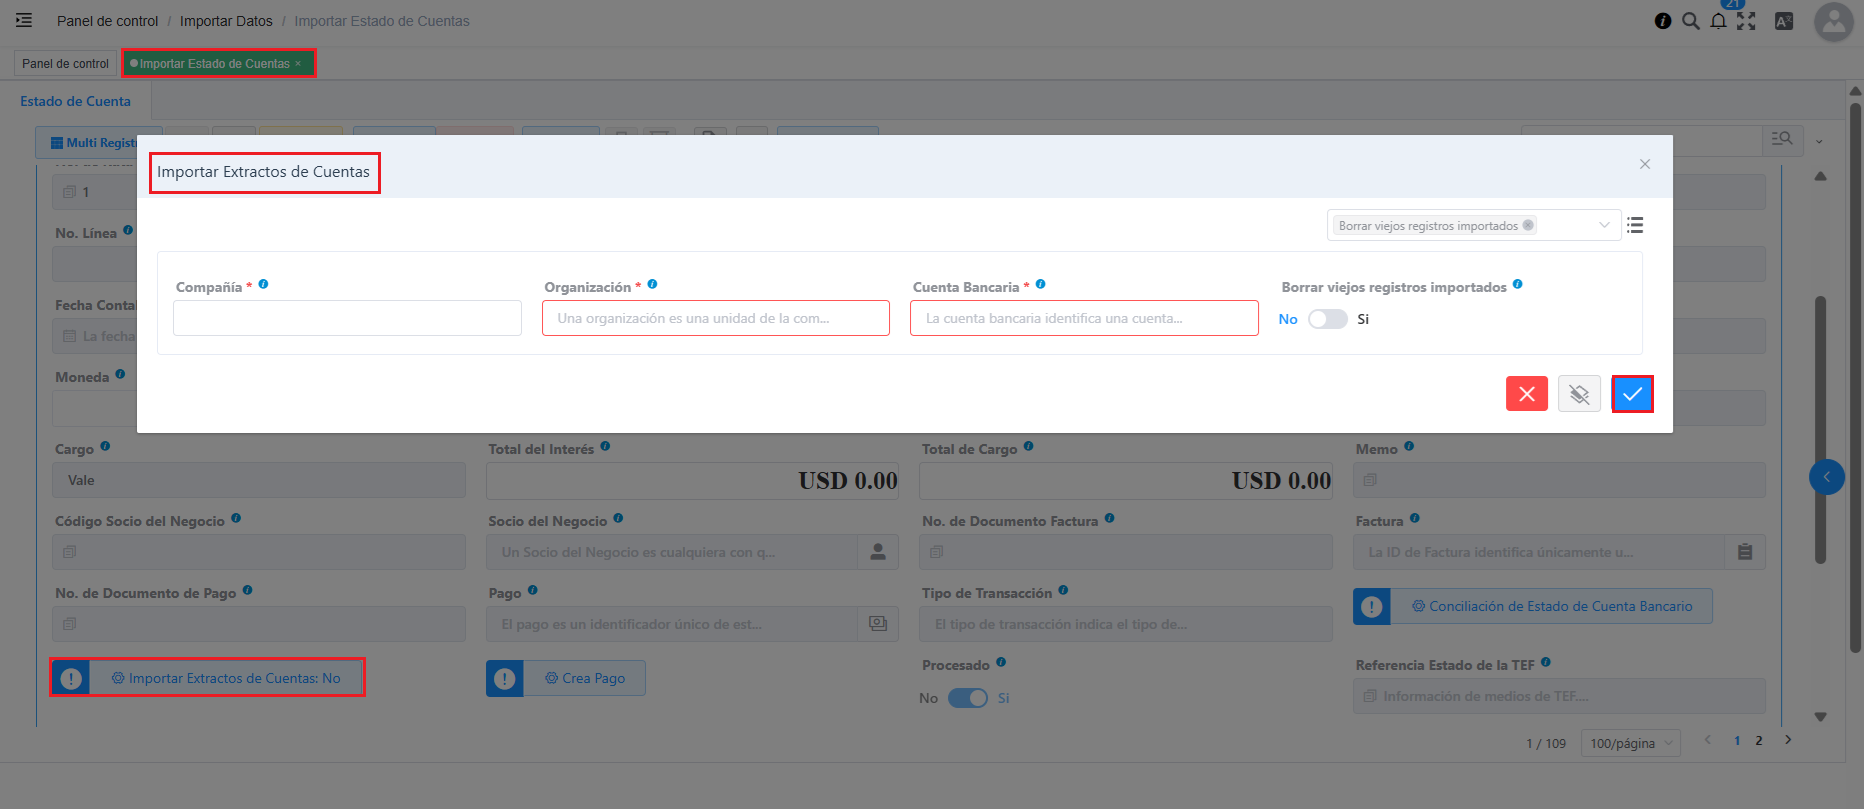 Panel de control / Importar Datos / Importar Estado de Cuentas
21
Panel de control
Importar Estado de Cuentas ×
Estado de Cuenta
Multi Regist
Importar Extractos de Cuentas
1
Borrar viejos registros importados
No. Línea
Compañía * Organización * Cuenta Bancaria * Borrar viejos registros importados
Una organización es una unidad de la com... La cuenta bancaria identifica una cuenta... No Si
Fecha Conta
La fecha
Moneda
Cargo Total del Interés Total de Cargo Memo
Vale USD 0.00 USD 0.00
Código Socio del Negocio Socio del Negocio No. de Documento Factura Factura
Un Socio del Negocio es cualquiera con q... La ID de Factura identifica únicamente u...
No. de Documento de Pago Pago Tipo de Transacción
El pago es un identificador único de est... El tipo de transacción indica el tipo de... Conciliación de Estado de Cuenta Bancario
Importar Extractos de Cuentas: No Crea Pago Procesado Referencia Estado de la TEF
No Si Información de medios de TEF....
1 / 109 100/página 1 2